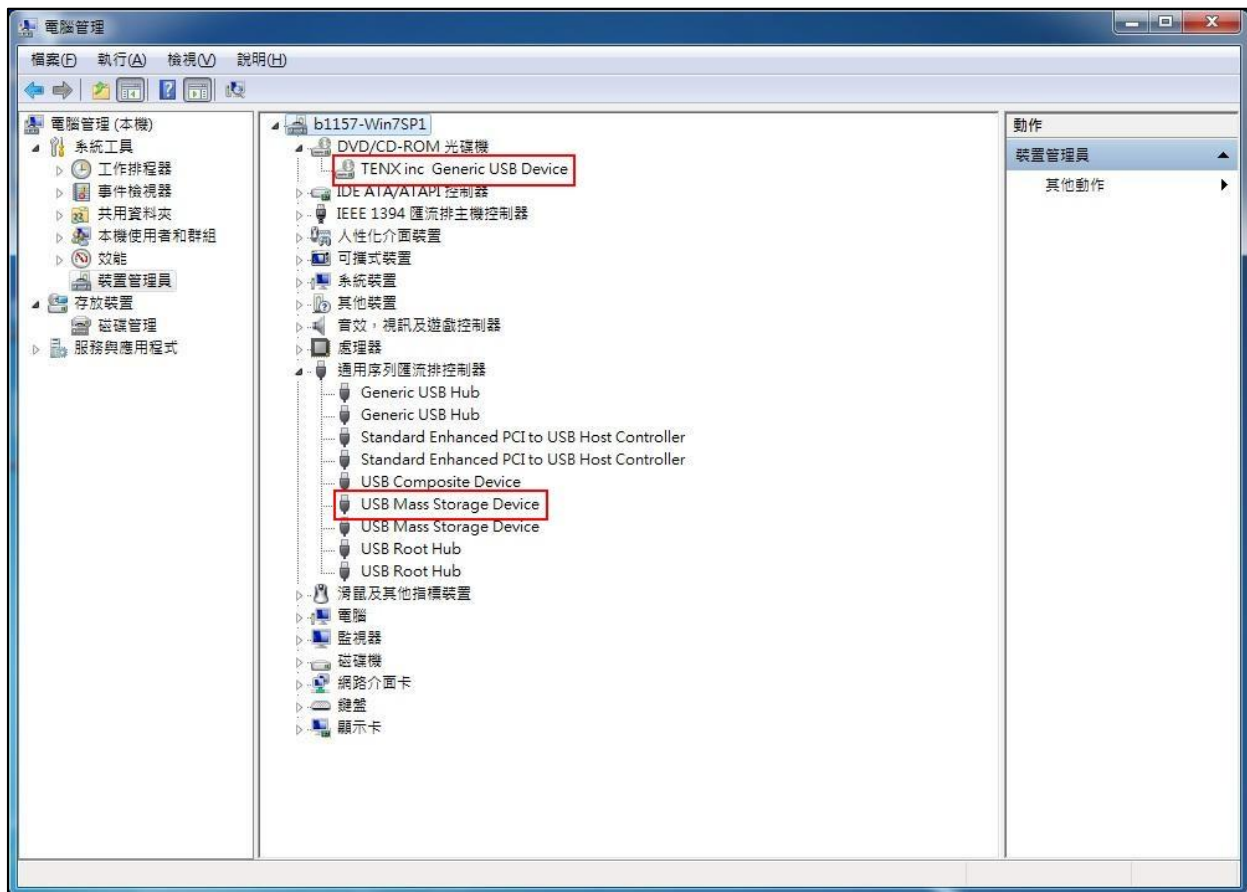 電腦管理
檔案(F) 執行(A) 檢視(V) 說明(H)
電腦管理 (本機)
系統工具
工作排程器
事件檢視器
共用資料夾
本機使用者和群組
效能
裝置管理員
存放裝置
磁碟管理
服務與應用程式
b1157-Win7SP1
DVD/CD-ROM 光碟機
TENX inc Generic USB Device
IDE ATA/ATAPI 控制器
IEEE 1394 匯流排主機控制器
人性化介面裝置
可攜式裝置
系統裝置
其他裝置
音效，視訊及遊戲控制器
處理器
通用序列匯流排控制器
Generic USB Hub
Generic USB Hub
Standard Enhanced PCI to USB Host Controller
Standard Enhanced PCI to USB Host Controller
USB Composite Device
USB Mass Storage Device
USB Mass Storage Device
USB Root Hub
USB Root Hub
滑鼠及其他指標裝置
電腦
監視器
磁碟機
網路介面卡
鍵盤
顯示卡
動作
裝置管理員
其他動作